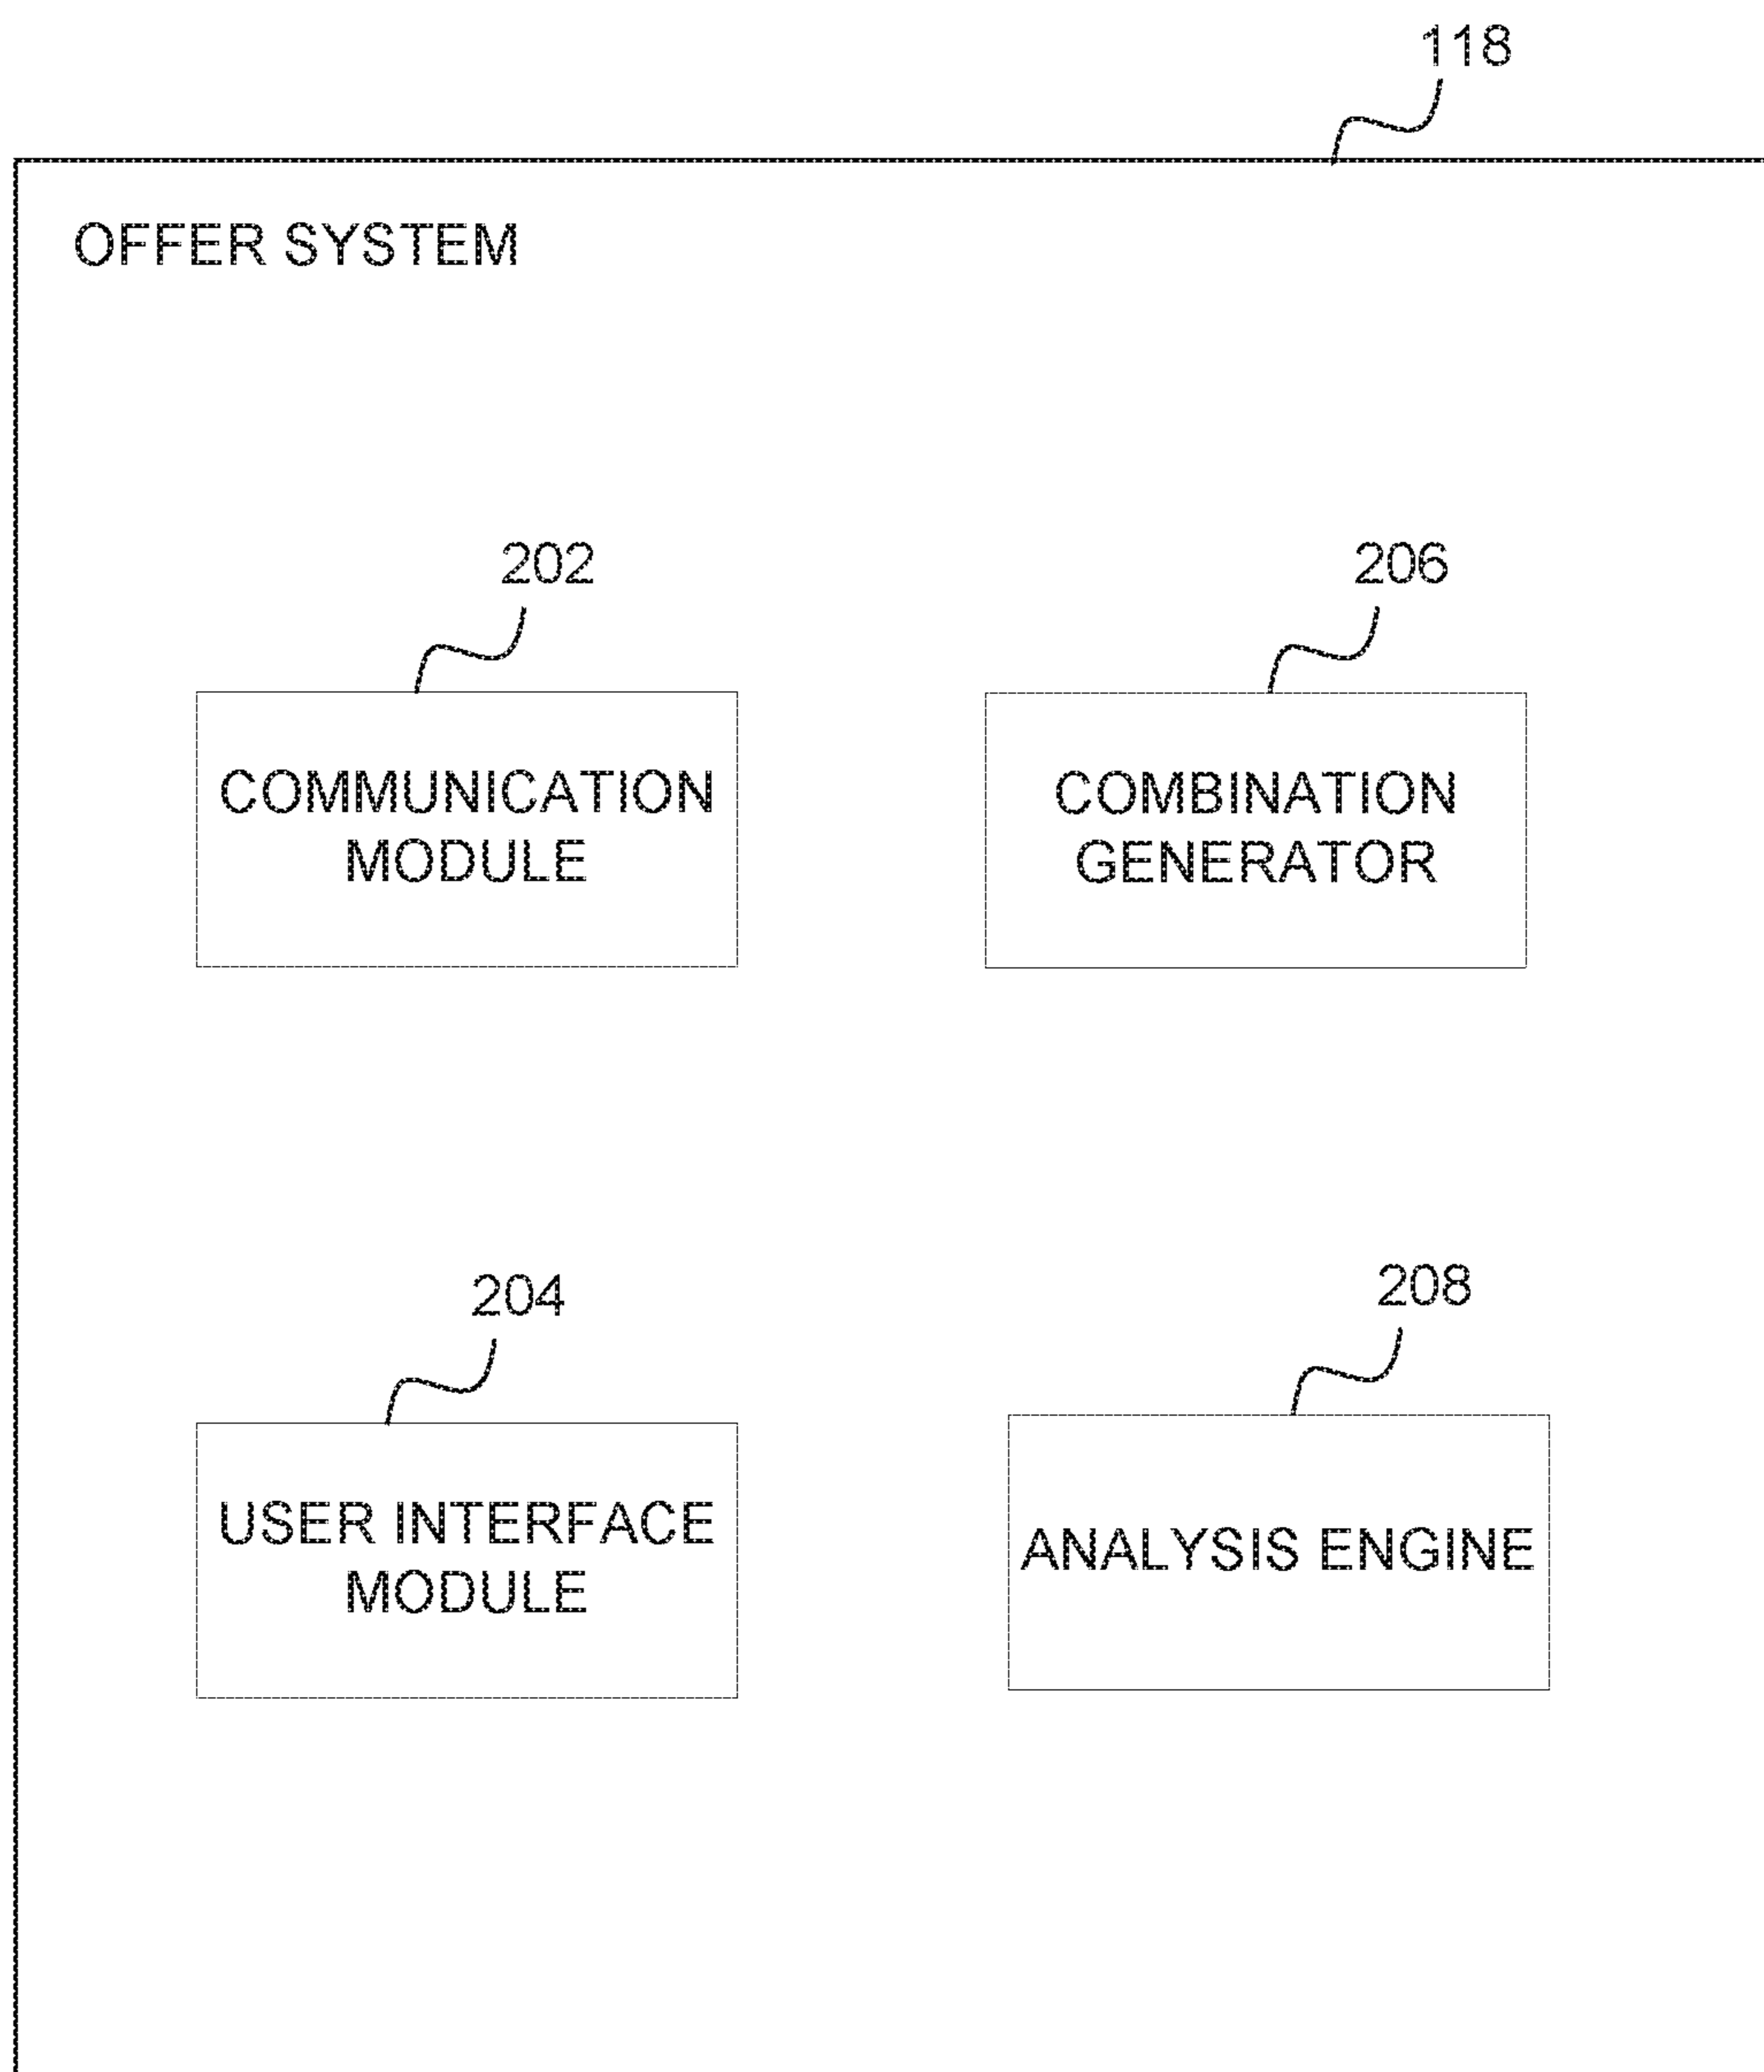 118
OFFER SYSTEM
202
206
COMMUNICATION
MODULE
COMBINATION
GENERATOR
204
208
USER INTERFACE
MODULE
ANALYSIS ENGINE